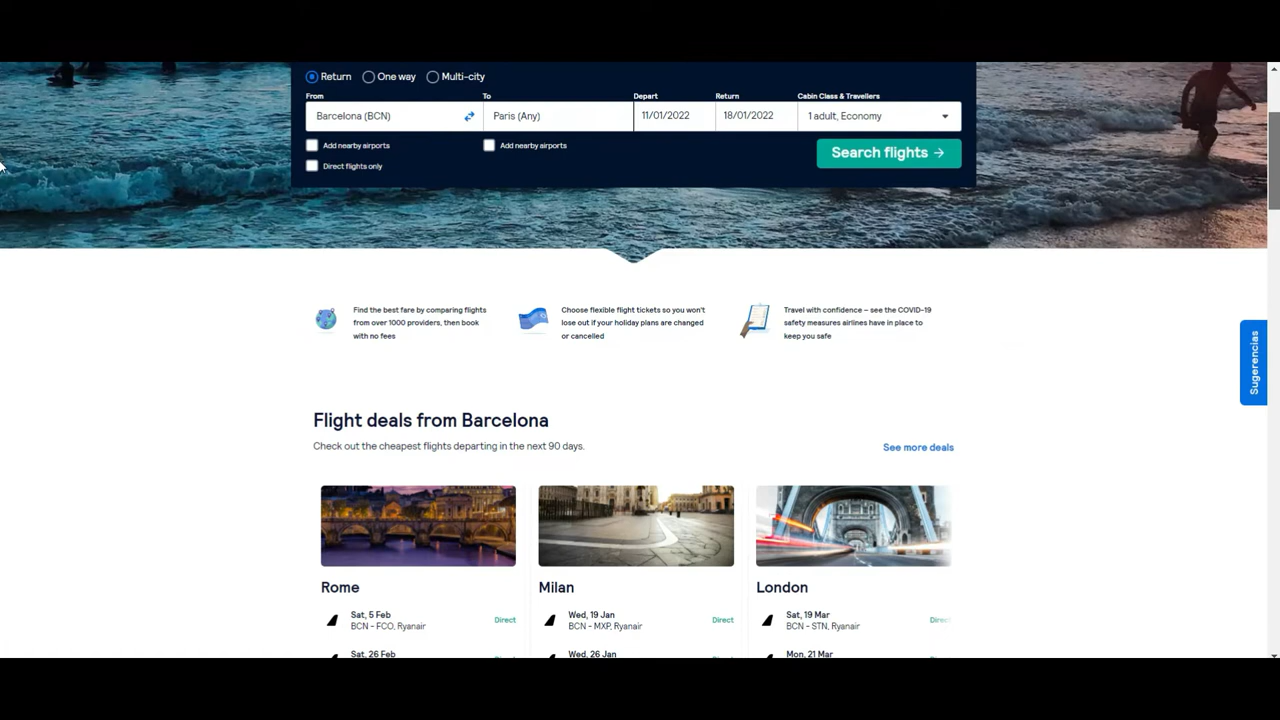 Return One way Multi-city
From To Depart Return Cabin Class & Travellers
Barcelona (BCN) Paris (Any) 11/01/2022 18/01/2022 1 adult, Economy
Add nearby airports Add nearby airports
Search flights →
Direct flights only
Find the best fare by comparing flights
from over 1000 providers, then book
with no fees
Choose flexible flight tickets so you won't
lose out if your holiday plans are changed
or cancelled
Travel with confidence – see the COVID-19
safety measures airlines have in place to
keep you safe
Sugerencias
Flight deals from Barcelona
Check out the cheapest flights departing in the next 90 days.
See more deals
Rome
Sat, 5 Feb
BCN - FCO, Ryanair
Direct
Sat, 26 Feb
Milan
Wed, 19 Jan
BCN - MXP, Ryanair
Direct
Wed, 26 Jan
London
Sat, 19 Mar
BCN - STN, Ryanair
Direc
Mon, 21 Mar